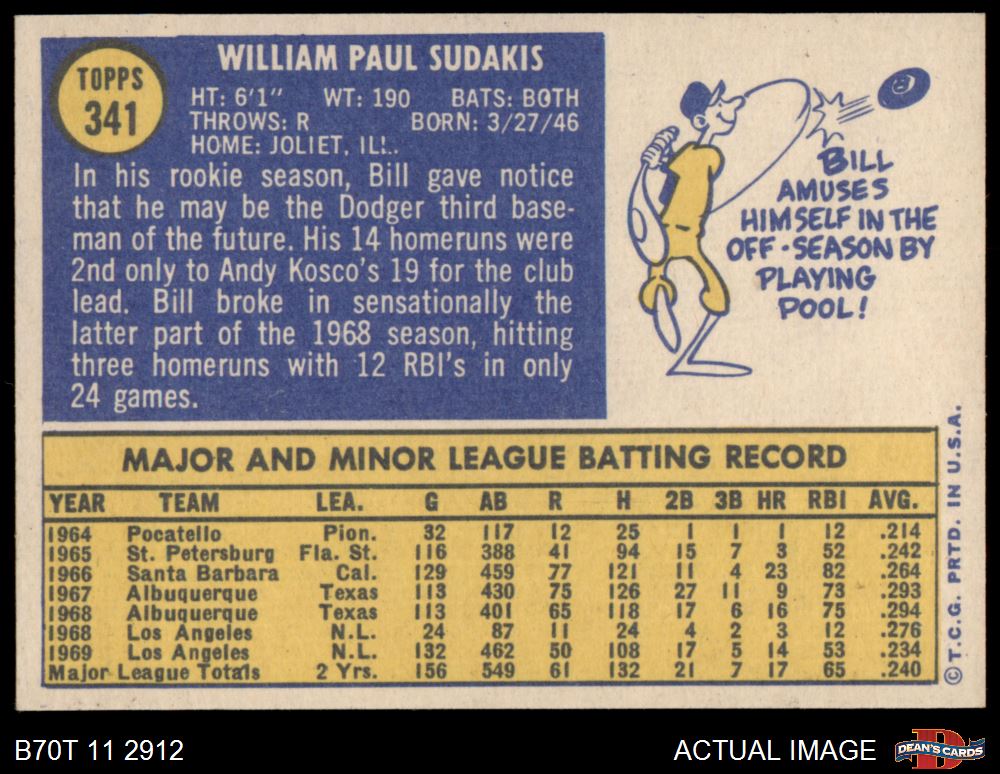 TOPPS
341
WILLIAM PAUL SUDAKIS
HT: 6'1" WT: 190 BATS: BOTH
THROWS: R BORN: 3/27/46
HOME: JOLIET, ILL.
In his rookie season, Bill gave notice
that he may be the Dodger third base-
man of the future. His 14 homeruns were
2nd only to Andy Kosco's 19 for the club
lead. Bill broke in sensationally the
latter part of the 1968 season, hitting
three homeruns with 12 RBI's in only
24 games.
8
BILL
AMUSES
HIMSELF IN THE
OFF-SEASON BY
PLAYING
POOL!
MAJOR AND MINOR LEAGUE BATTING RECORD
YEAR TEAM LEA. G AB R H 2B 3B HR RBI AVG.
1964 Pocatello Pion. 32 117 12 25 1 1 1 12 .214
1965 St. Petersburg Fla. St. 116 388 41 94 15 7 3 52 .242
1966 Santa Barbara Cal. 129 459 77 121 11 4 23 82 .264
1967 Albuquerque Texas 113 430 75 126 27 11 9 73 .293
1968 Albuquerque Texas 113 401 65 118 17 6 16 75 .294
1968 Los Angeles N.L. 24 87 11 24 4 2 3 12 .276
1969 Los Angeles N.L. 132 462 50 108 17 5 14 53 .234
Major League Totals 2 Yrs. 156 549 61 132 21 7 17 65 .240
© T.C.G. PRTD. IN U.S.A.
B70T 11 2912
ACTUAL IMAGE
D
DEAN'S CARDS